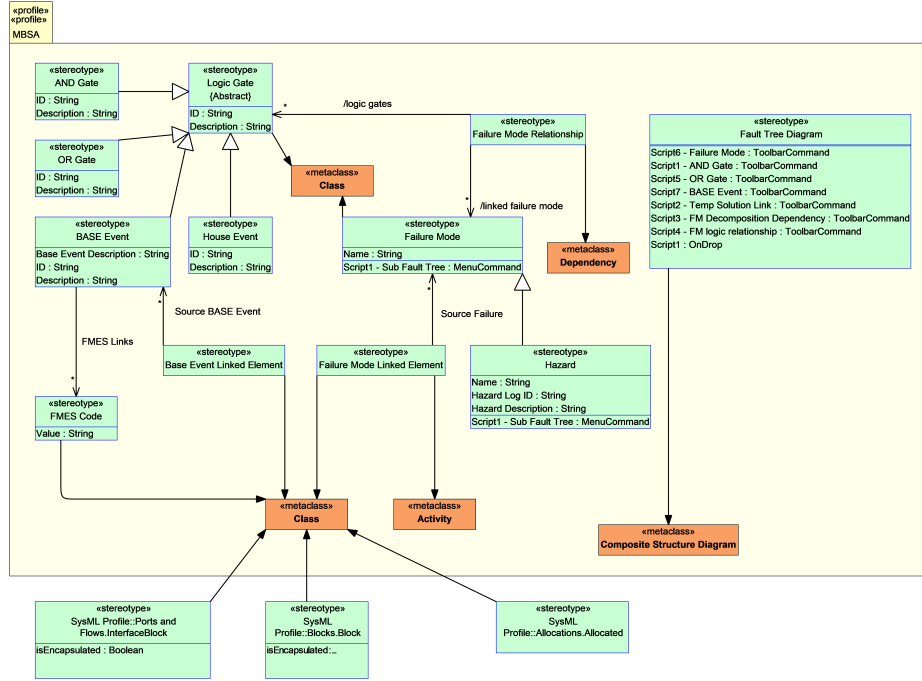 «profile»
«profile»
MBSA
«stereotype»
AND Gate
ID : String
Description : String
«stereotype»
Logic Gate
{Abstract}
ID : String
Description : String
*
/logic gates
«stereotype»
Failure Mode Relationship
«stereotype»
Fault Tree Diagram
Script6 - Failure Mode : ToolbarCommand
Script1 - AND Gate : ToolbarCommand
Script5 - OR Gate : ToolbarCommand
Script7 - BASE Event : ToolbarCommand
Script2 - Temp Solution Link : ToolbarCommand
Script3 - FM Decomposition Dependency : ToolbarCommand
Script4 - FM logic relationship : ToolbarCommand
Script1 : OnDrop
«stereotype»
OR Gate
ID : String
Description : String
«metaclass»
Class
*
/linked failure mode
«stereotype»
BASE Event
Base Event Description : String
ID : String
Description : String
«stereotype»
House Event
ID : String
Description : String
«stereotype»
Failure Mode
Name : String
Script1 - Sub Fault Tree : MenuCommand
«metaclass»
Dependency
*
Source BASE Event
*
Source Failure
FMES Links
*
«stereotype»
Base Event Linked Element
«stereotype»
Failure Mode Linked Element
«stereotype»
Hazard
Name : String
Hazard Log ID : String
Hazard Description : String
Script1 - Sub Fault Tree : MenuCommand
«stereotype»
FMES Code
Value : String
«metaclass»
Class
«metaclass»
Activity
«metaclass»
Composite Structure Diagram
«stereotype»
SysML Profile::Ports and
Flows.InterfaceBlock
isEncapsulated : Boolean
«stereotype»
SysML
Profile::Blocks.Block
isEncapsulated:...
«stereotype»
SysML
Profile::Allocations.Allocated